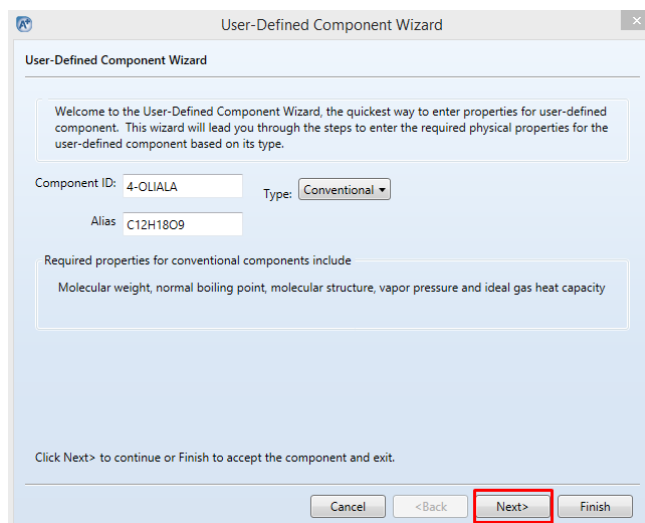 User-Defined Component Wizard
User-Defined Component Wizard
Welcome to the User-Defined Component Wizard, the quickest way to enter properties for user-defined
component. This wizard will lead you through the steps to enter the required physical properties for the
user-defined component based on its type.
Component ID: 4-OLIALA Type: Conventional
Alias C12H18O9
Required properties for conventional components include
Molecular weight, normal boiling point, molecular structure, vapor pressure and ideal gas heat capacity
Click Next> to continue or Finish to accept the component and exit.
Cancel <Back Next> Finish